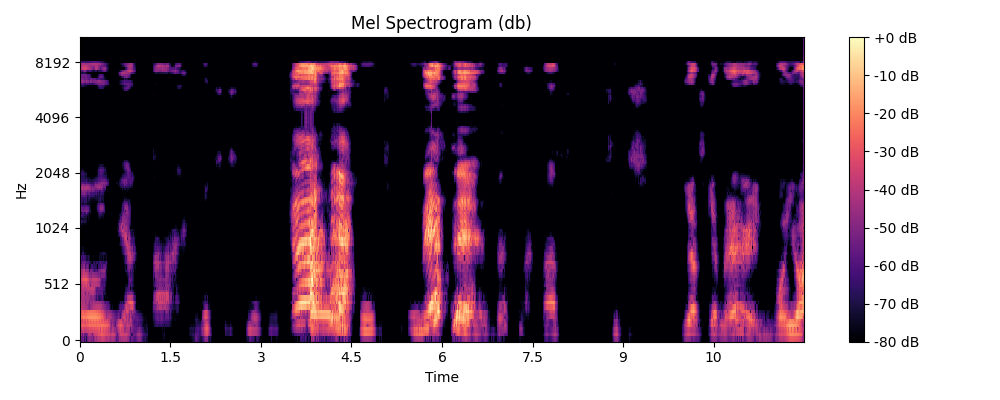 Mel Spectrogram (db)
8192
4096
2048
1024
512
0
Hz
0 1.5 3 4.5 6 7.5 9 10
Time
+0 dB
-10 dB
-20 dB
-30 dB
-40 dB
-50 dB
-60 dB
-70 dB
-80 dB